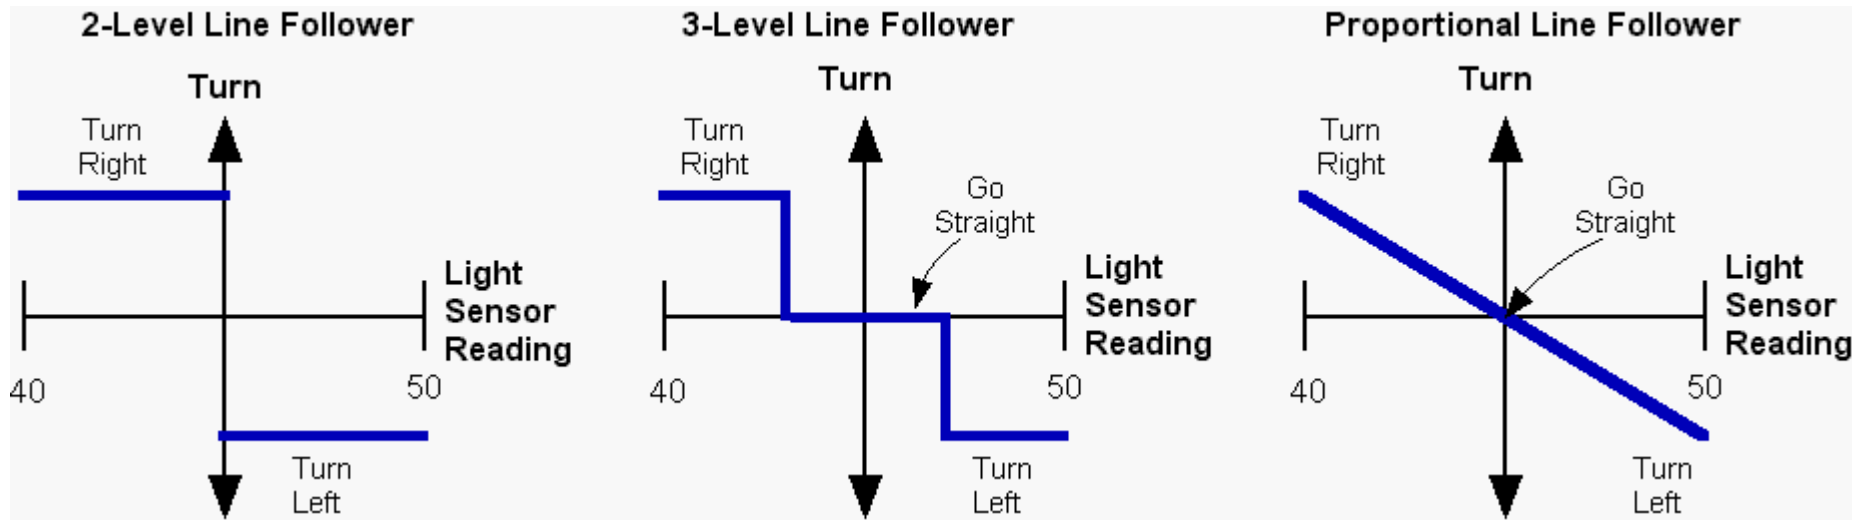 2-Level Line Follower
Turn
Turn
Right
Light
Sensor
Reading
40
50
Turn
Left
3-Level Line Follower
Turn
Turn
Right
Go
Straight
Light
Sensor
Reading
40
50
Turn
Left
Proportional Line Follower
Turn
Turn
Right
Go
Straight
Light
Sensor
Reading
40
50
Turn
Left